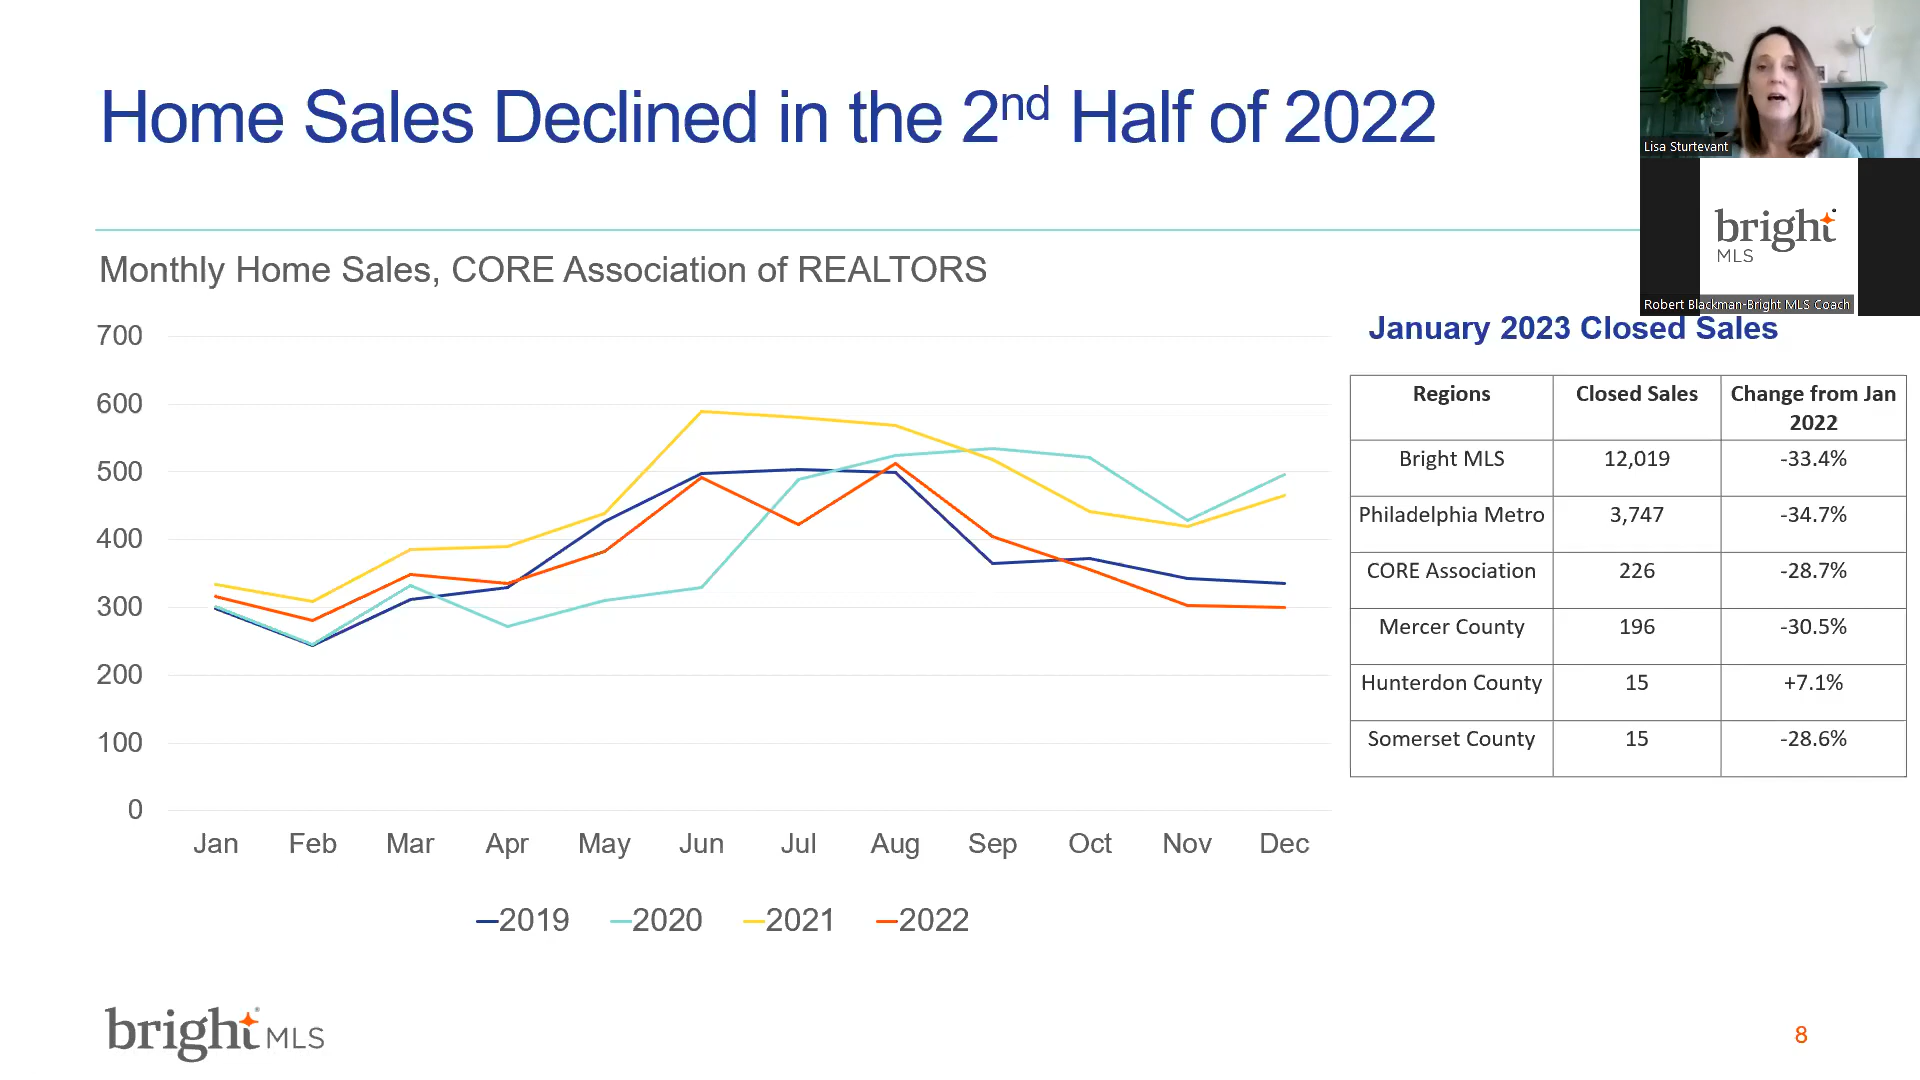 Home Sales Declined in the 2nd Half of 2022
Lisa Sturtevant
bright
MLS
Robert Blackman-Bright MLS Coach
Monthly Home Sales, CORE Association of REALTORS
700
600
500
400
300
200
100
0
Jan Feb Mar Apr May Jun Jul Aug Sep Oct Nov Dec
2019 2020 2021 2022
January 2023 Closed Sales
Regions Closed Sales Change from Jan
2022
Bright MLS 12,019 -33.4%
Philadelphia Metro 3,747 -34.7%
CORE Association 226 -28.7%
Mercer County 196 -30.5%
Hunterdon County 15 +7.1%
Somerset County 15 -28.6%
bright® MLS
8